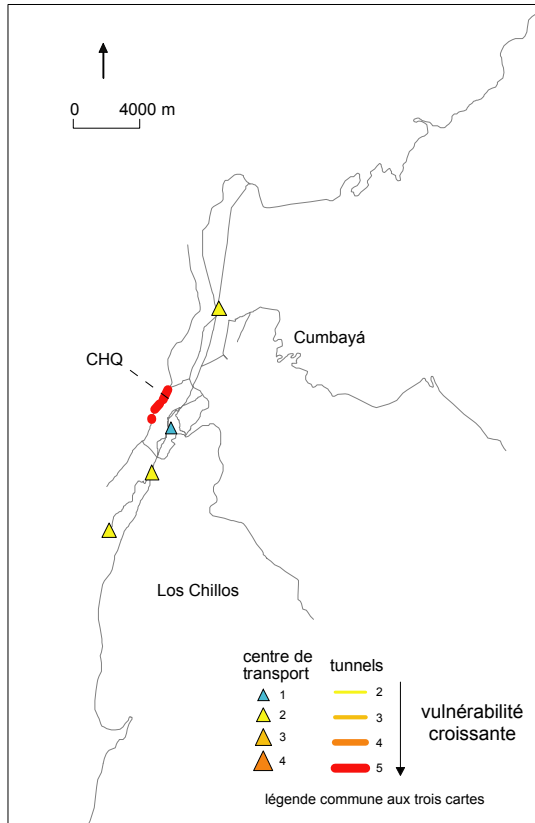 0 4000 m
Cumbayá
CHQ
Los Chillos
centre de
transport
tunnels
1
2
3
4
2
3
4
5
vulnérabilité
croissante
légende commune aux trois cartes